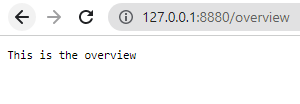 127.0.0.1:8880/overview
This is the overview